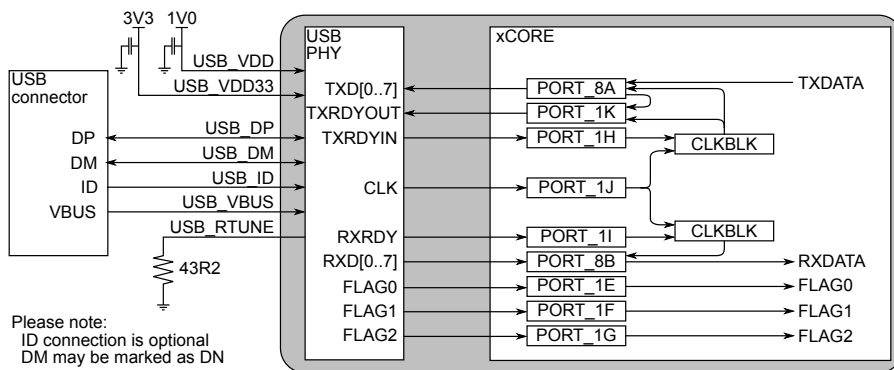 3V3
1V0
USB_VDD
USB_VDD33
USB
connector
DP
DM
ID
VBUS
USB_DP
USB_DM
USB_ID
USB_VBUS
USB_RTUNE
43R2
Please note:
ID connection is optional
DM may be marked as DN
USB
PHY
TXD[0..7]
TXRDYOUT
TXRDYIN
CLK
RXRDY
RXD[0..7]
FLAG0
FLAG1
FLAG2
xCORE
PORT_8A
PORT_1K
PORT_1H
PORT_1J
PORT_1I
PORT_8B
PORT_1E
PORT_1F
PORT_1G
CLKBLK
CLKBLK
TXDATA
RXDATA
FLAG0
FLAG1
FLAG2